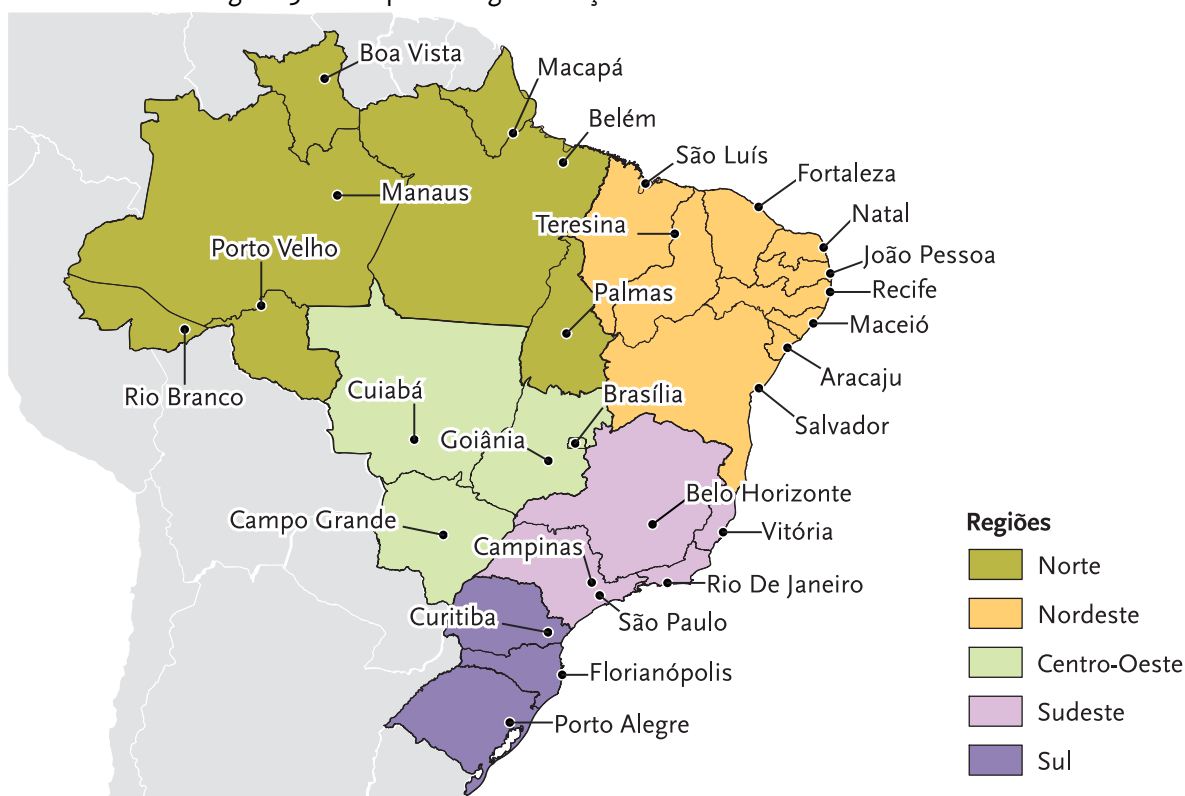 Boa Vista
Macapá
Belém
São Luís
Fortaleza
Manaus
Teresina
Natal
Porto Velho
João Pessoa
Palmas
Recife
Maceió
Rio Branco
Cuiabá
Brasília
Aracaju
Goiânia
Salvador
Belo Horizonte
Campo Grande
Vitória
Campinas
Rio De Janeiro
Curitiba
São Paulo
Florianópolis
Porto Alegre
Regiões
Norte
Nordeste
Centro-Oeste
Sudeste
Sul